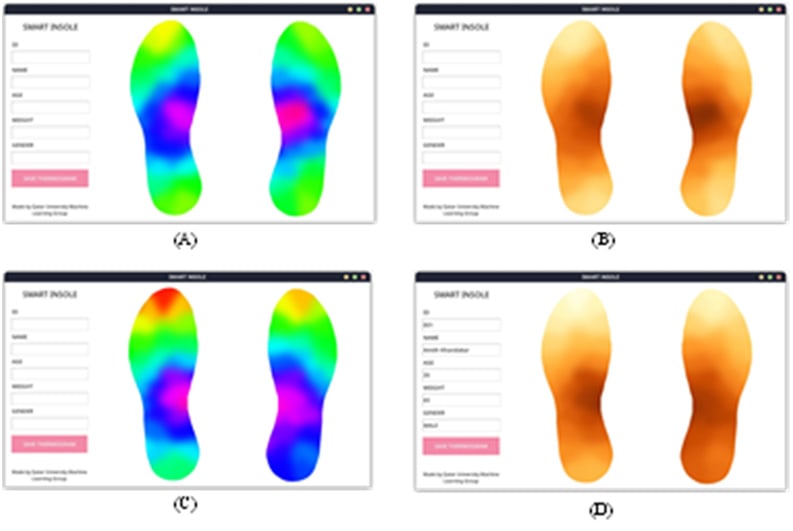 SMART INSOLE
SMART INSOLE
ID
NAME
AGE
WEIGHT
GENDER
SAVE THERMOGRAM
Made by Qatar University Machine
Learning Group
(A)
SMART INSOLE
SMART INSOLE
ID
NAME
AGE
WEIGHT
GENDER
SAVE THERMOGRAM
Made by Qatar University Machine
Learning Group
(B)
SMART INSOLE
SMART INSOLE
ID
NAME
AGE
WEIGHT
GENDER
SAVE THERMOGRAM
Made by Qatar University Machine
Learning Group
(C)
SMART INSOLE
SMART INSOLE
ID
NAME
Khandakar
AGE
WEIGHT
GENDER
MALE
SAVE THERMOGRAM
Made by Qatar University Machine
Learning Group
(D)